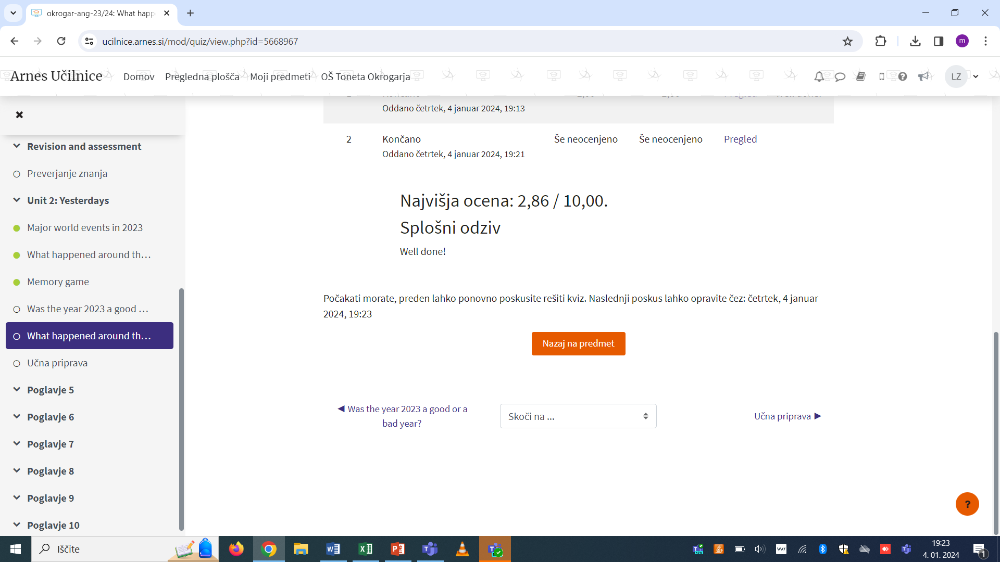 okrogar-ang-23/24: What happ
ucilnice.arnes.si/mod/quiz/view.php?id=5668967
m
Arnes Učilnice
Domov
Pregledna plošča
Moji predmeti
OŠ Toneta Okrogarja
LZ
Oddano četrtek, 4 januar 2024, 19:13
2 Končano Še neocenjeno Še neocenjeno Pregled
Oddano četrtek, 4 januar 2024, 19:21
Najvišja ocena: 2,86 / 10,00.
Splošni odziv
Well done!
Počakati morate, preden lahko ponovno poskusite rešiti kviz. Naslednji poskus lahko opravite čez: četrtek, 4 januar
2024, 19:23
Nazaj na predmet
◄ Was the year 2023 a good or a
bad year?
Skoči na ...
Učna priprava ►
Revision and assessment
Preverjanje znanja
Unit 2: Yesterdays
Major world events in 2023
What happened around th...
Memory game
Was the year 2023 a good ...
What happened around th...
Učna priprava
Poglavje 5
Poglavje 6
Poglavje 7
Poglavje 8
Poglavje 9
Poglavje 10
?
Iščite
19:23
4. 01. 2024
1